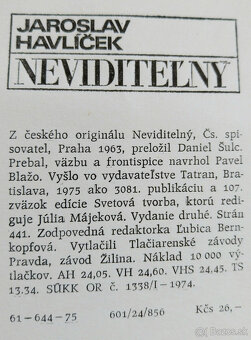 JAROSLAV
HAVLÍČEK
NEVIDITEĽNÝ
Z českého originálu Neviditelný, Čs. spi-
sovatel, Praha 1963, preložil Daniel Šulc.
Prebal, väzbu a frontispice navrhol Pavel
Blažo. Vyšlo vo vydavateľstve Tatran, Bra-
tislava, 1975 ako 3081. publikáciu a 107.
zväzok edície Svetová tvorba, ktorú redi-
guje Júlia Májeková. Vydanie druhé. Strán
441. Zodpovedná redaktorka Ľubica Bern-
kopfová. Vytlačili Tlačiarenské závody
Pravda, závod Žilina. Náklad 10 000 vý-
tlačkov. AH 24,05. VH 24,60. VHS 24,45. TS
13.34. SÚKK OR č. 1338/I-1974.
61-644-75 601/24/856 Kčs 26,—
bazos.sk